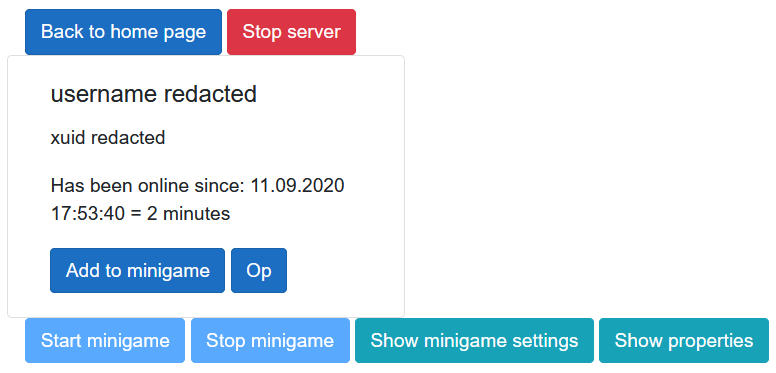 Back to home page Stop server
username redacted
xuid redacted
Has been online since: 11.09.2020
17:53:40 = 2 minutes
Add to minigame Op
Start minigame Stop minigame Show minigame settings Show properties